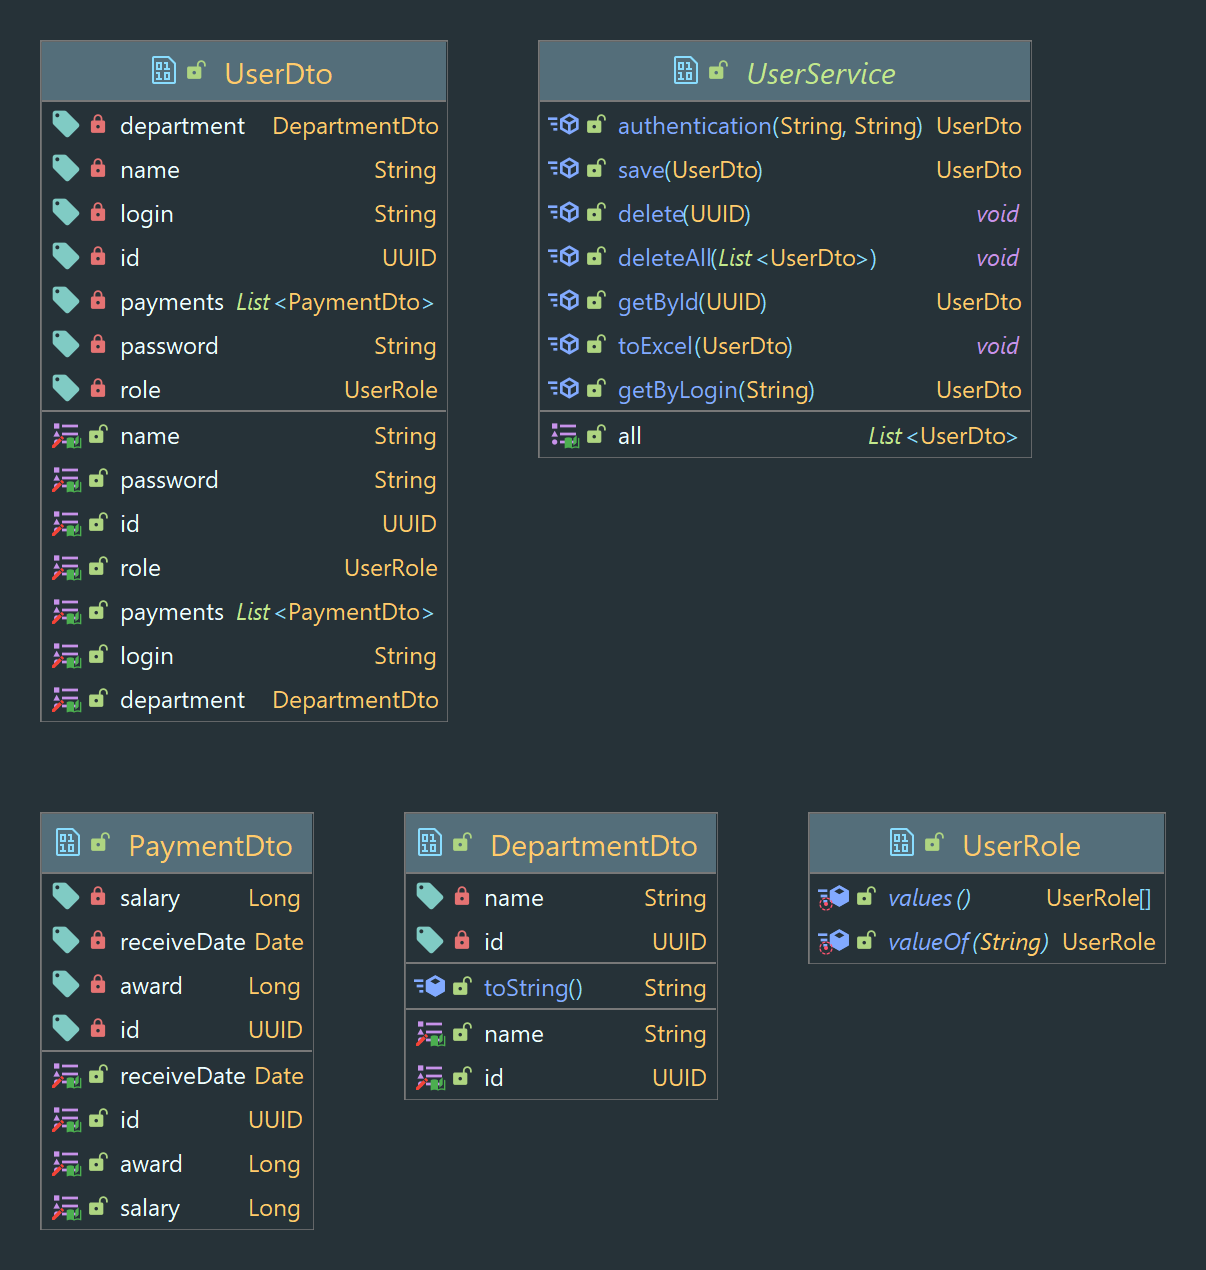 UserDto
department DepartmentDto
name String
login String
id UUID
payments List<PaymentDto>
password String
role UserRole
name String
password String
id UUID
role UserRole
payments List<PaymentDto>
login String
department DepartmentDto
UserService
authentication(String, String) UserDto
save(UserDto) UserDto
delete(UUID) void
deleteAll(List<UserDto>) void
getById(UUID) UserDto
toExcel(UserDto) void
getByLogin(String) UserDto
all List<UserDto>
PaymentDto
salary Long
receiveDate Date
award Long
id UUID
receiveDate Date
id UUID
award Long
salary Long
DepartmentDto
name String
id UUID
toString() String
name String
id UUID
UserRole
values() UserRole[]
valueOf(String) UserRole